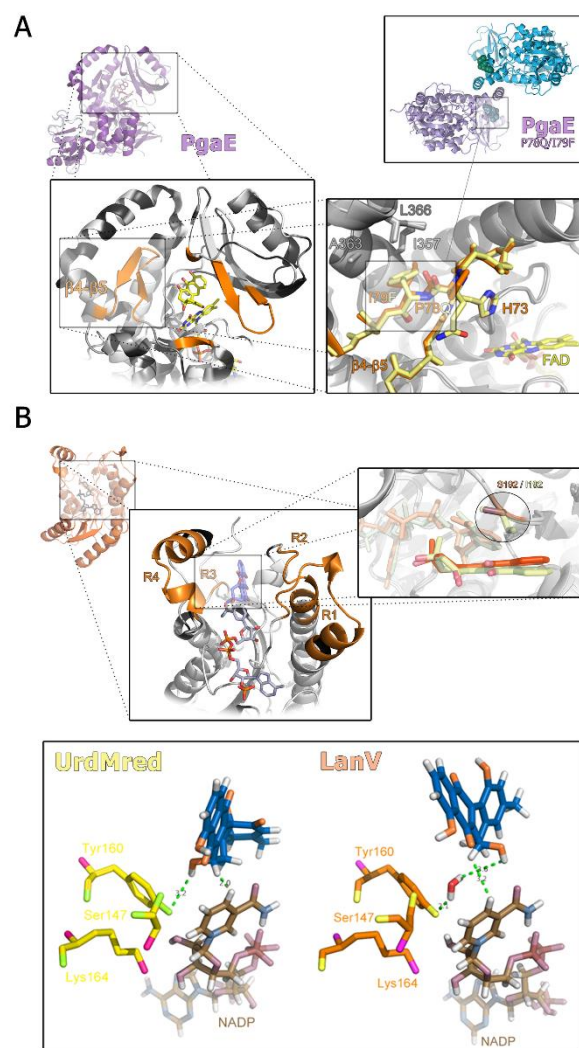 A
PgaE
PgaE
P78Q/I79F
β4-β5
L366
A363
I357
I79F
P78Q
H73
β4-β5
FAD
B
S192 / I192
R2
R4
R3
R1
UrdMred
LanV
Tyr160
Tyr160
Ser147
Ser147
Lys164
Lys164
NADP
NADP